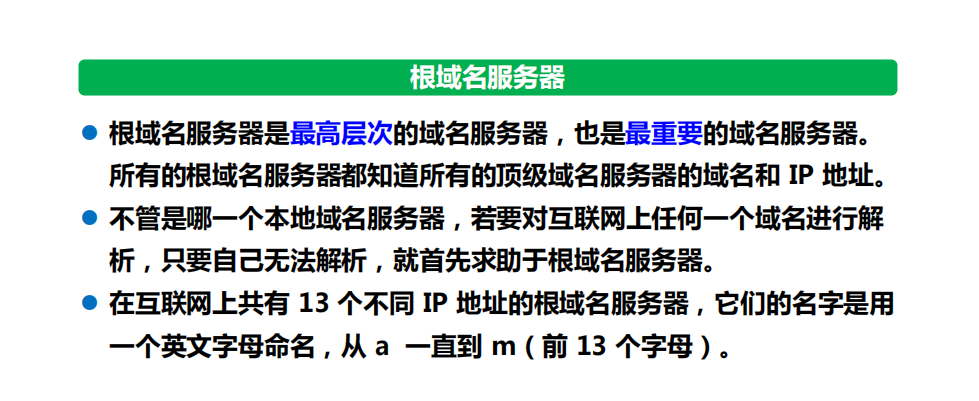 根域名服务器
● 根域名服务器是最高层次的域名服务器，也是最重要的域名服务器。
所有的根域名服务器都知道所有的顶级域名服务器的域名和 IP 地址。
● 不管是哪一个本地域名服务器，若要对互联网上任何一个域名进行解
析，只要自己无法解析，就首先求助于根域名服务器。
● 在互联网上共有 13 个不同 IP 地址的根域名服务器，它们的名字是用
一个英文字母命名，从 a 一直到 m（前 13 个字母）。